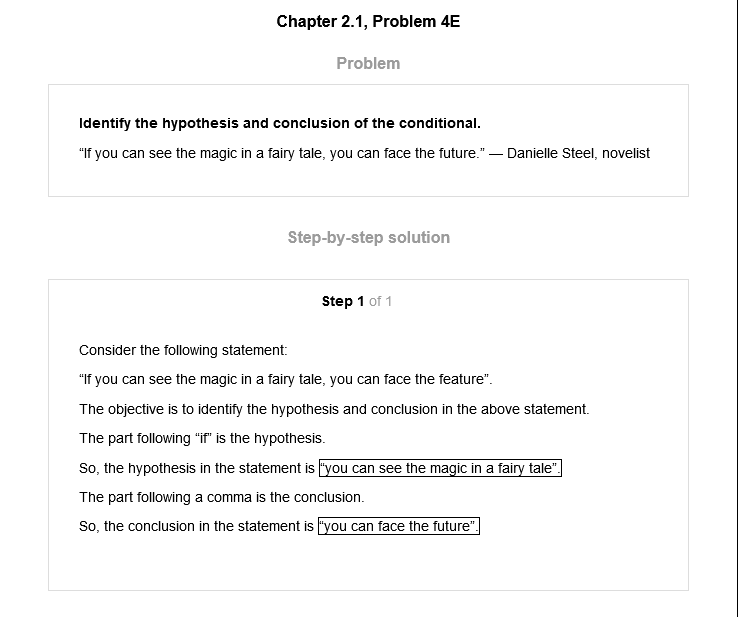 Chapter 2.1, Problem 4E
Problem
Identify the hypothesis and conclusion of the conditional.
“If you can see the magic in a fairy tale, you can face the future.” — Danielle Steel, novelist
Step-by-step solution
Step 1 of 1
Consider the following statement:
“If you can see the magic in a fairy tale, you can face the feature”.
The objective is to identify the hypothesis and conclusion in the above statement.
The part following “if” is the hypothesis.
So, the hypothesis in the statement is “you can see the magic in a fairy tale”.
The part following a comma is the conclusion.
So, the conclusion in the statement is “you can face the future”.